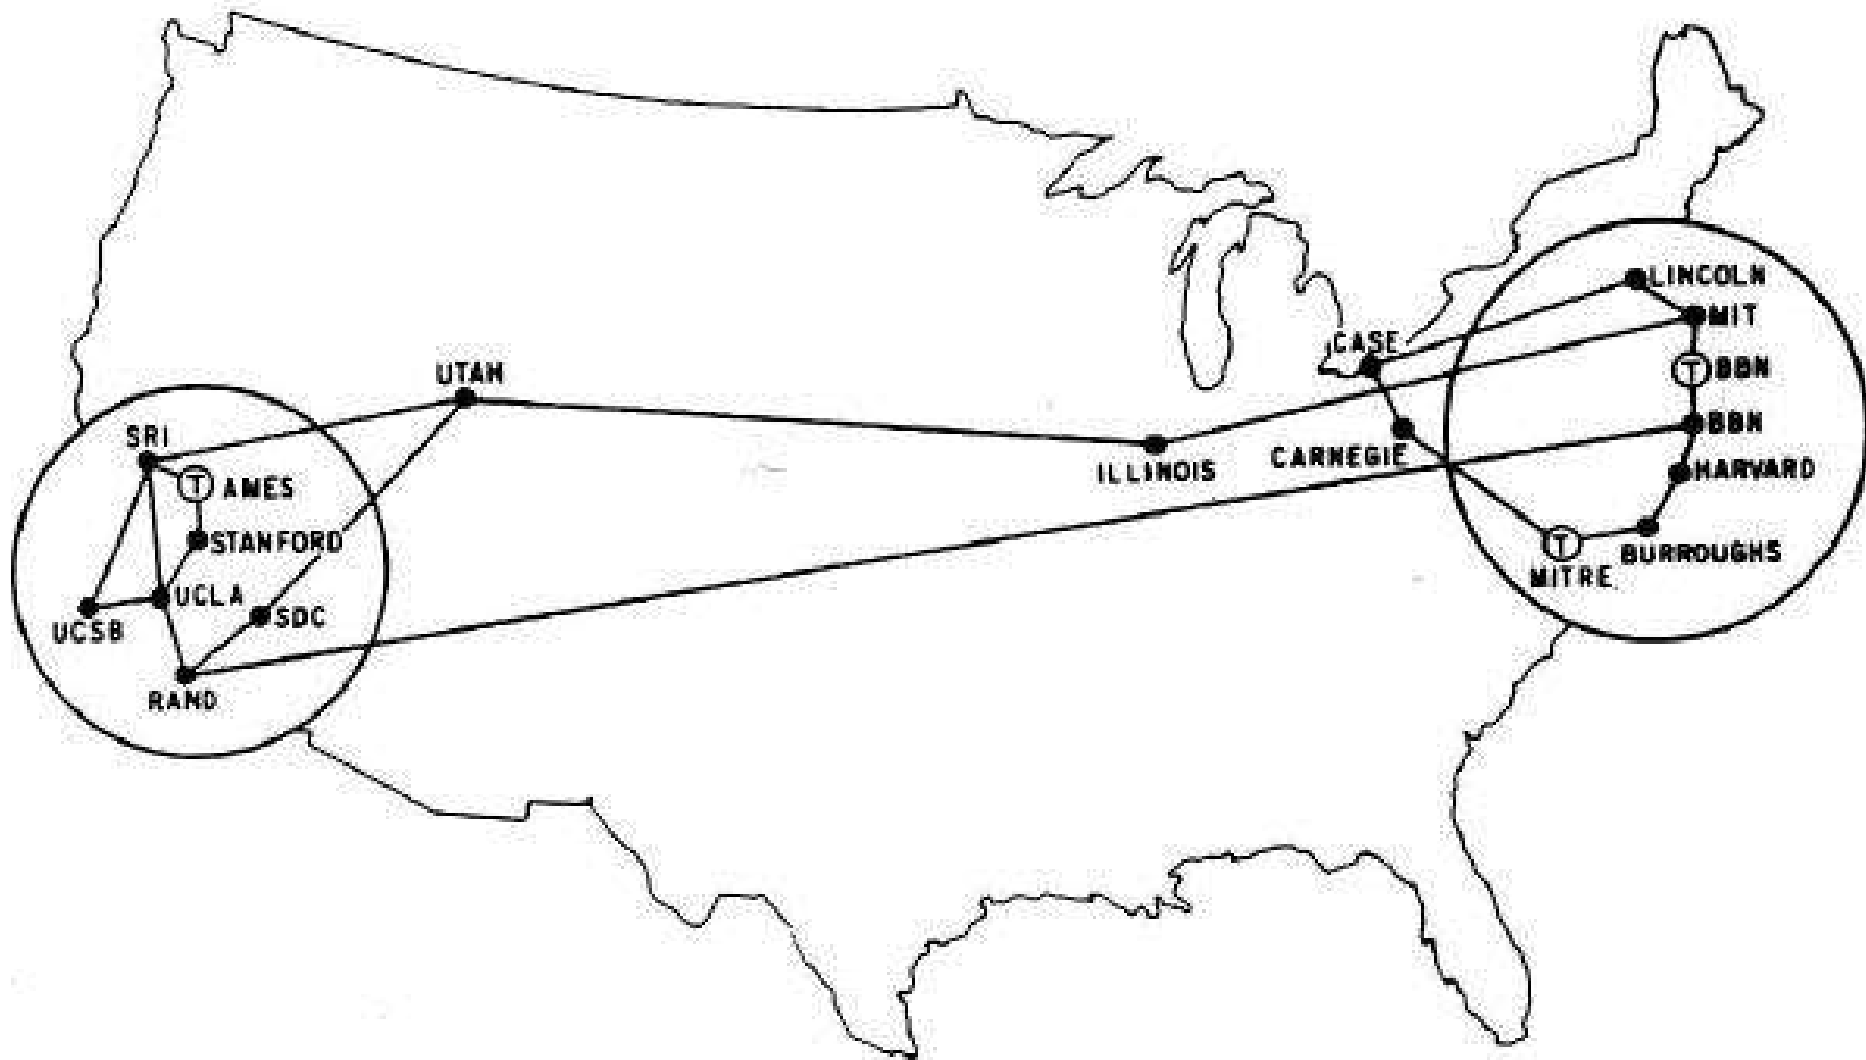 UTAH
SRI
T
AMES
STANFORD
UCLA
UCSB
SDC
RAND
ILLINOIS
CASE
CARNEGIE
LINCOLN
MIT
T BBN
BBN
HARVARD
BURROUGHS
T
MITRE